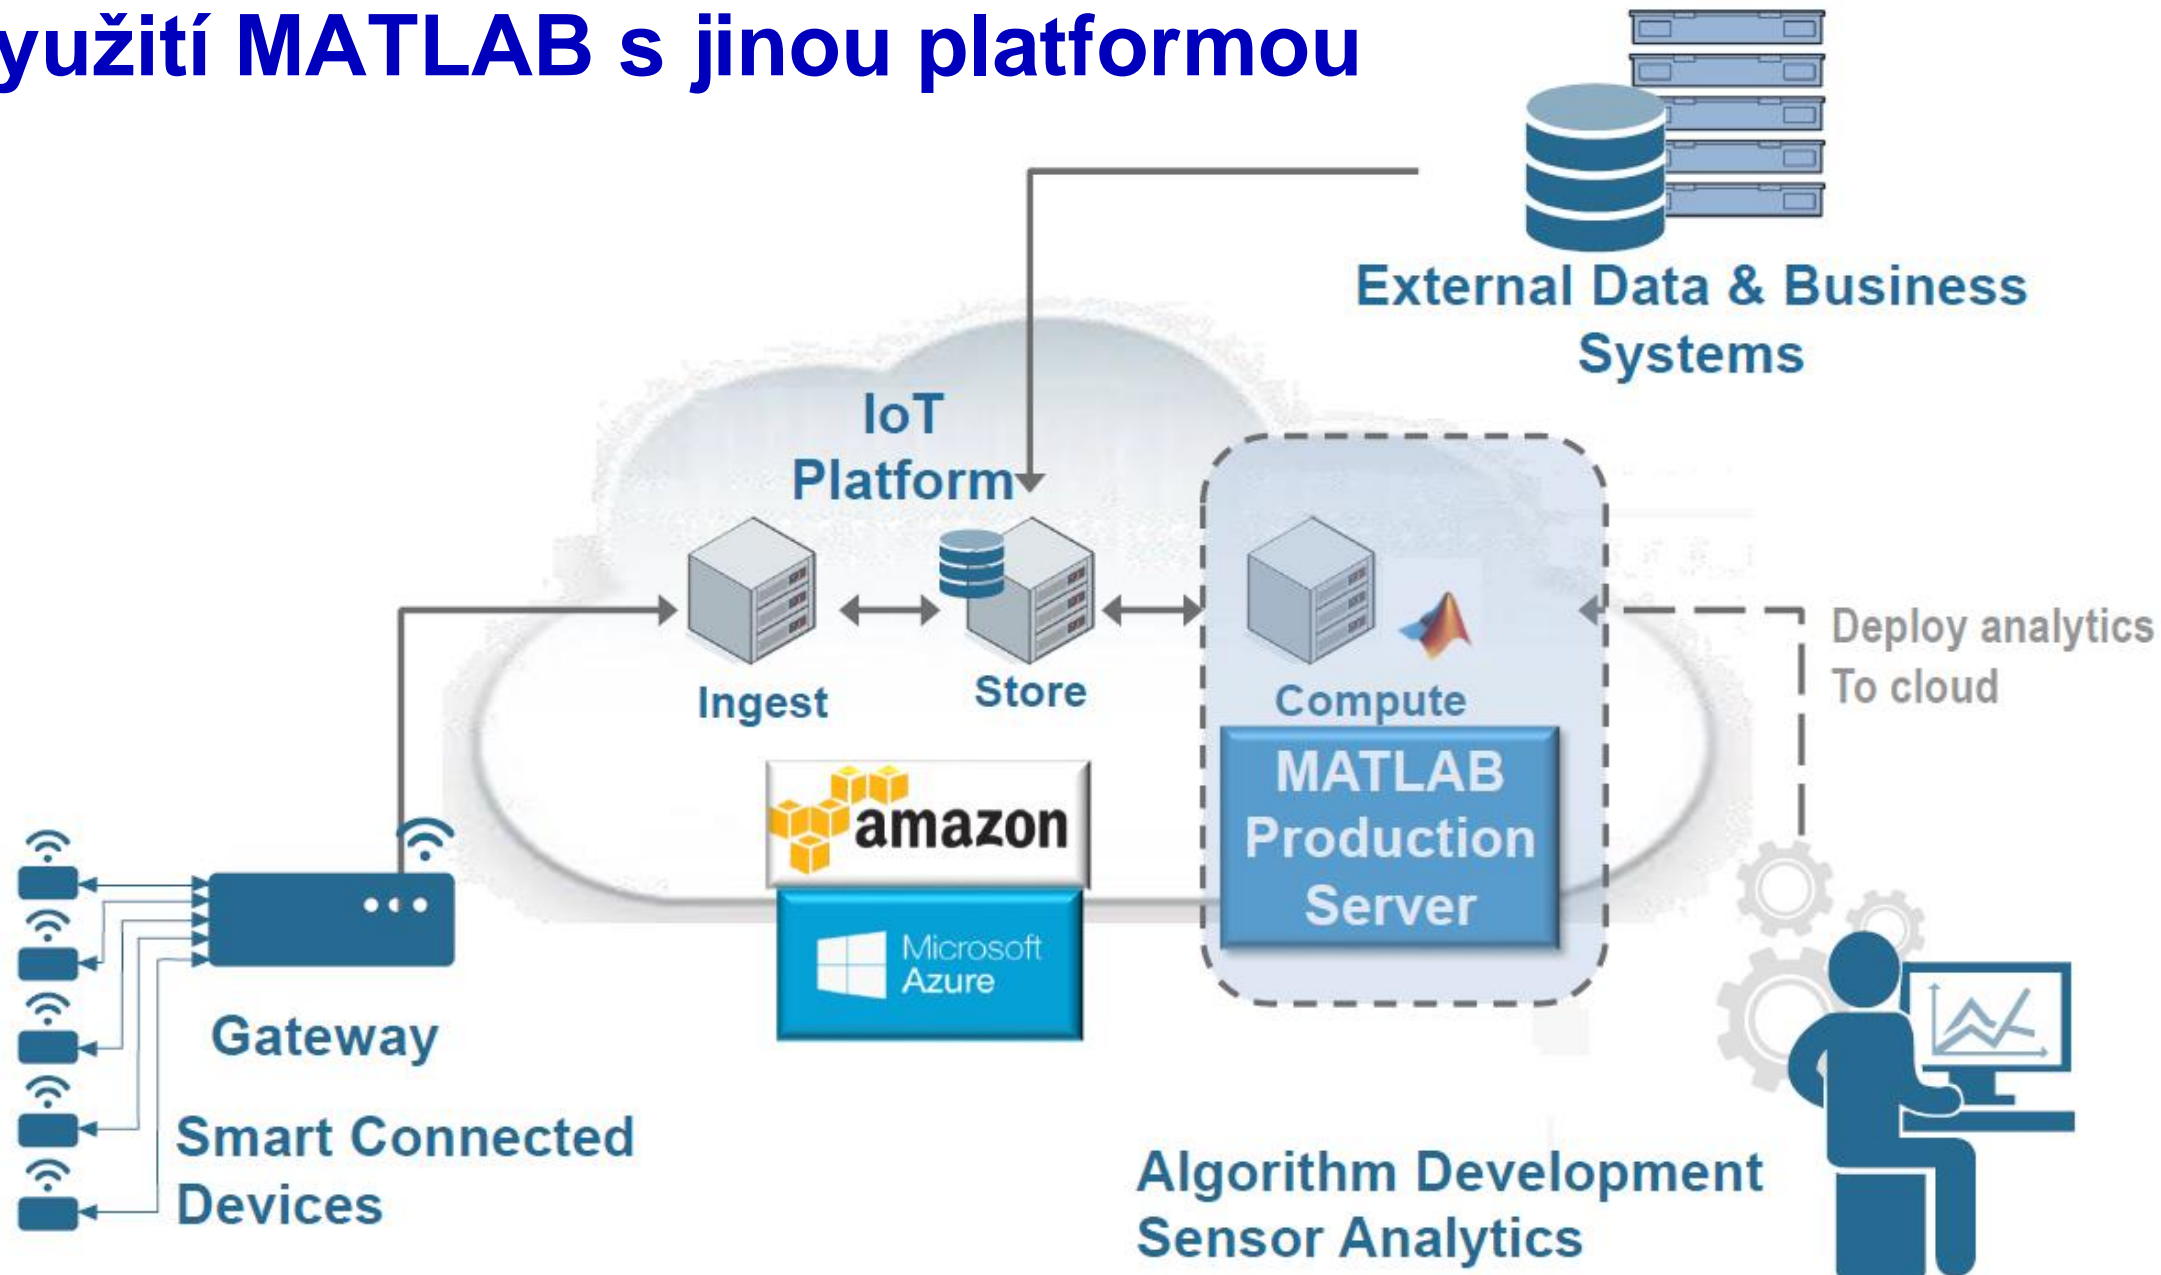 yužití MATLAB s jinou platformou
External Data & Business
Systems
IoT
Platform
Ingest
Store
Compute
Deploy analytics
To cloud
amazon
MATLAB
Production
Server
Microsoft
Azure
Gateway
Smart Connected
Devices
Algorithm Development
Sensor Analytics